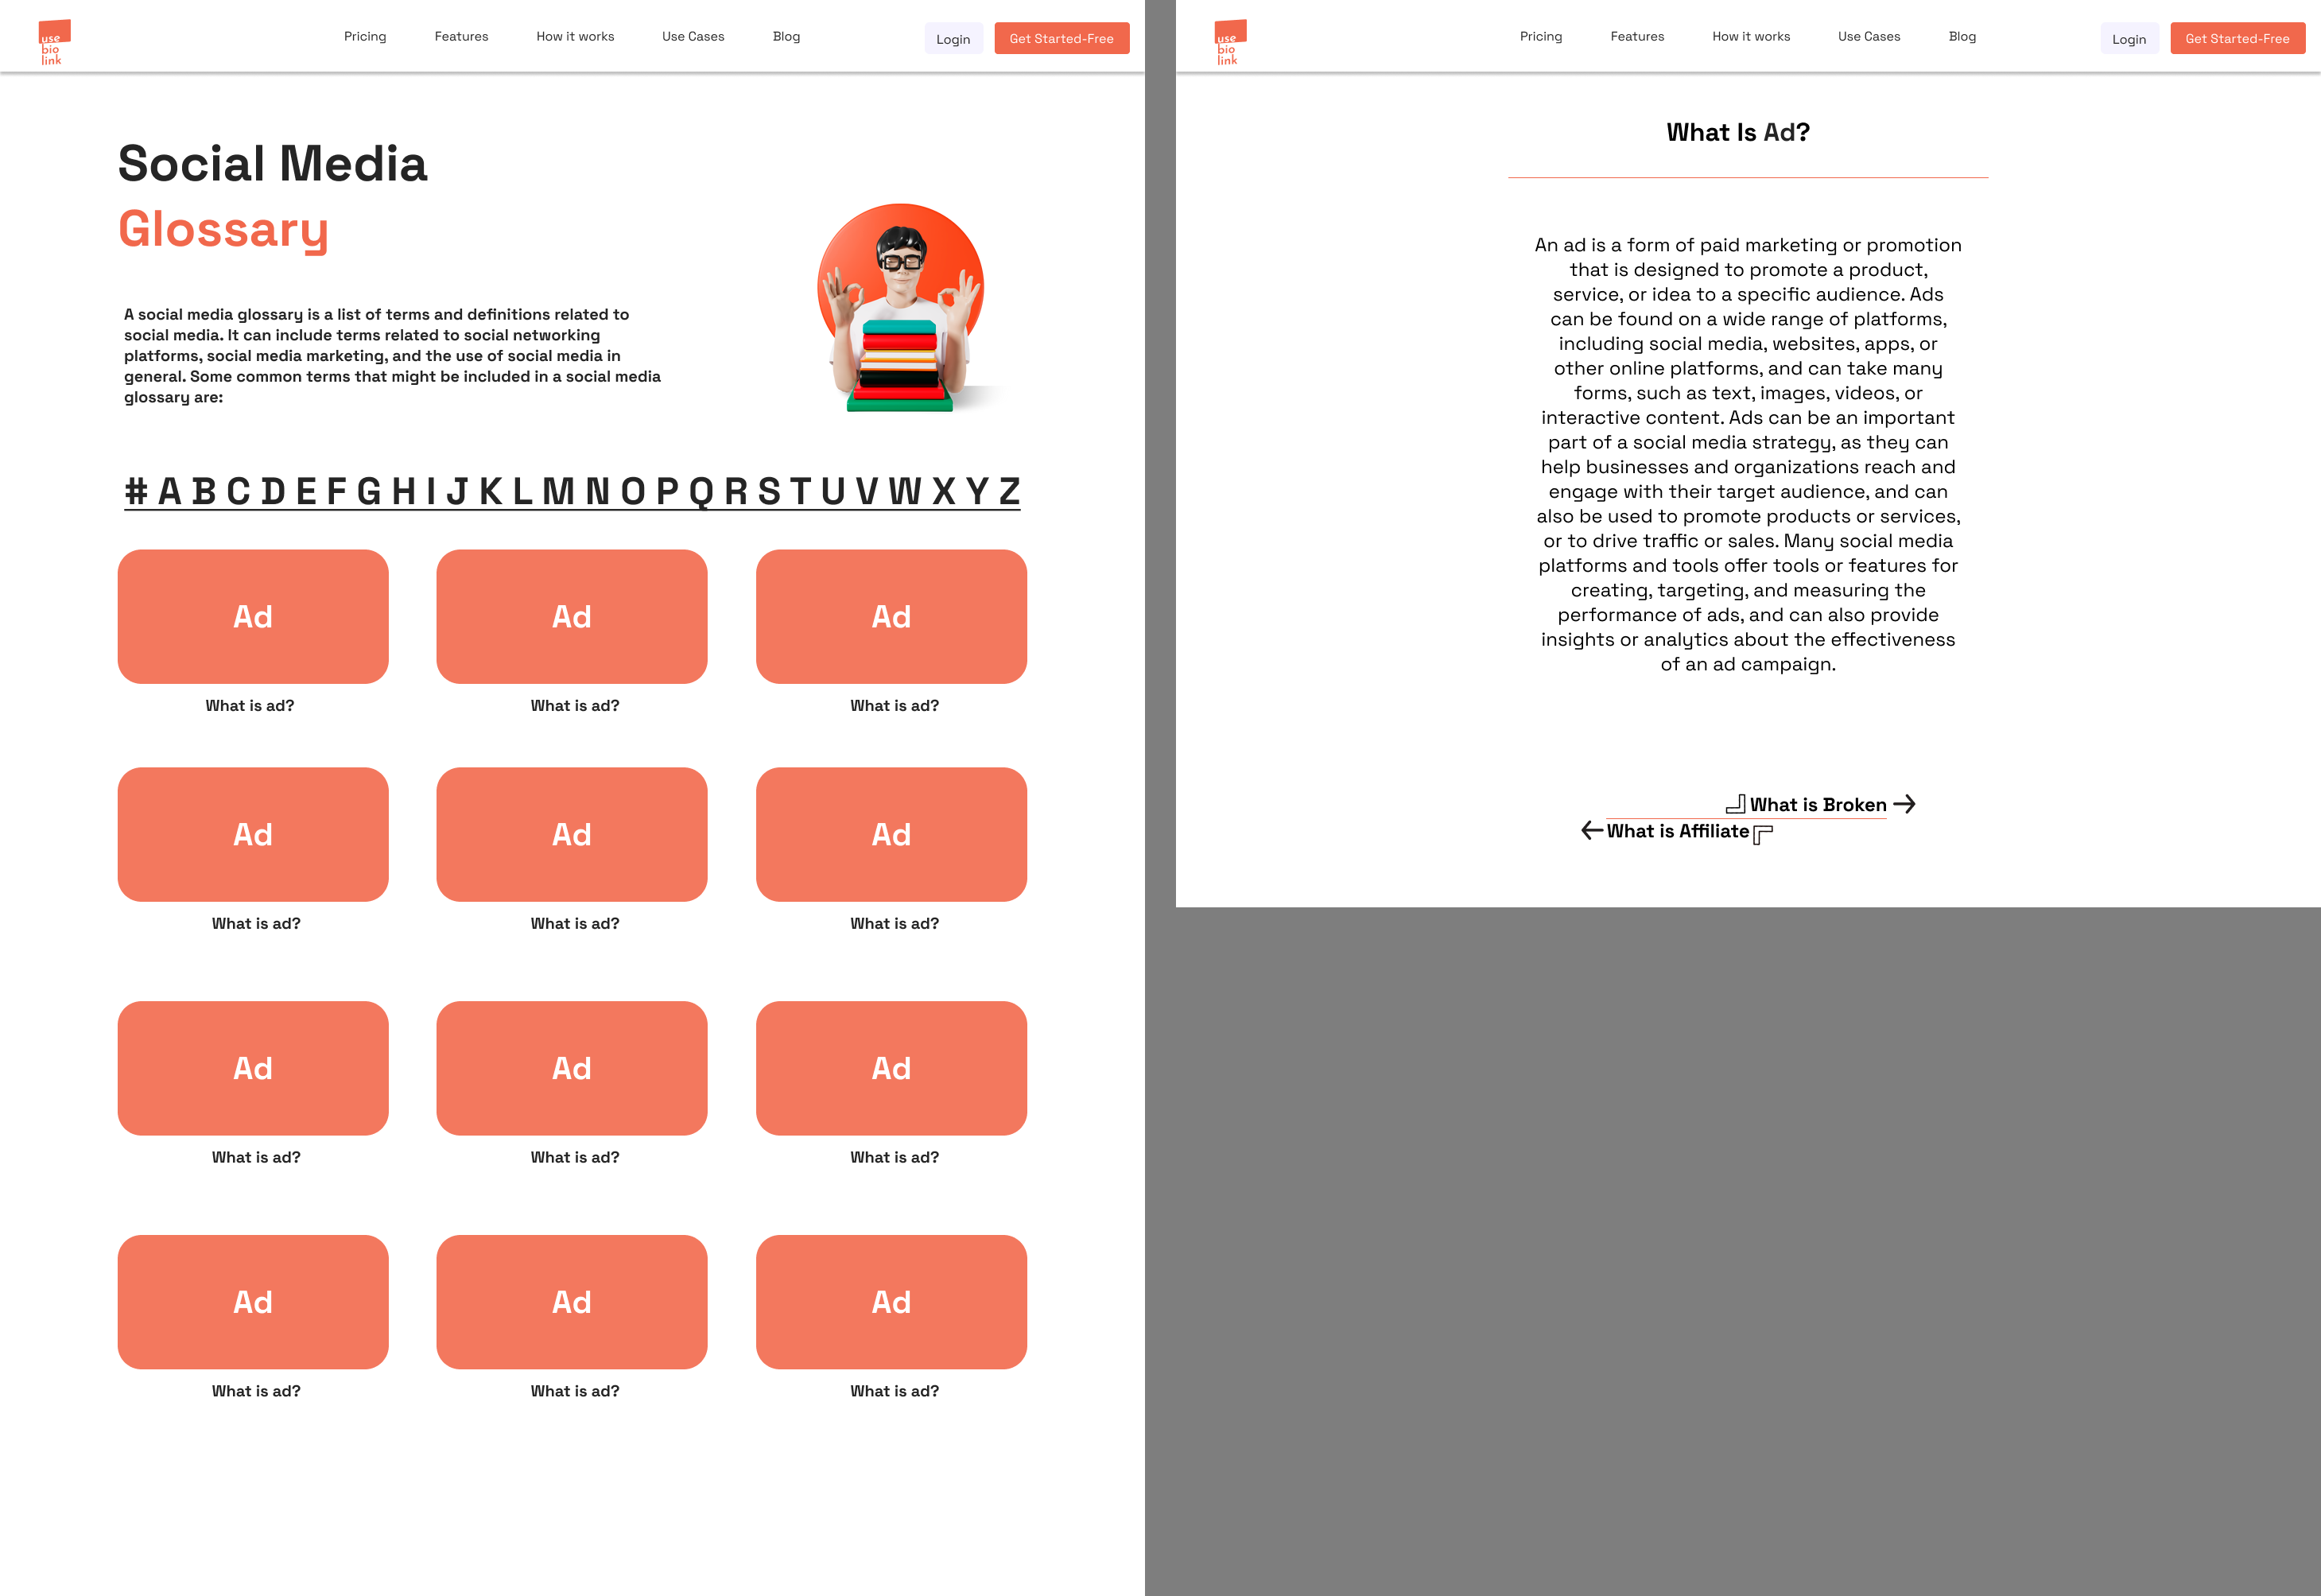 use
bio
link
Pricing
Features
How it works
Use Cases
Blog
Login
Get Started-Free
Social Media
Glossary
A social media glossary is a list of terms and definitions related to
social media. It can include terms related to social networking
platforms, social media marketing, and the use of social media in
general. Some common terms that might be included in a social media
glossary are:
# A B C D E F G H I J K L M N O P Q R S T U V W X Y Z
Ad
Ad
Ad
What is ad?
What is ad?
What is ad?
Ad
Ad
Ad
What is ad?
What is ad?
What is ad?
Ad
Ad
Ad
What is ad?
What is ad?
What is ad?
Ad
Ad
Ad
What is ad?
What is ad?
What is ad?
use
bio
link
Pricing
Features
How it works
Use Cases
Blog
Login
Get Started-Free
What Is Ad?
An ad is a form of paid marketing or promotion
that is designed to promote a product,
service, or idea to a specific audience. Ads
can be found on a wide range of platforms,
including social media, websites, apps, or
other online platforms, and can take many
forms, such as text, images, videos, or
interactive content. Ads can be an important
part of a social media strategy, as they can
help businesses and organizations reach and
engage with their target audience, and can
also be used to promote products or services,
or to drive traffic or sales. Many social media
platforms and tools offer tools or features for
creating, targeting, and measuring the
performance of ads, and can also provide
insights or analytics about the effectiveness
of an ad campaign.
What is Broken
What is Affiliate